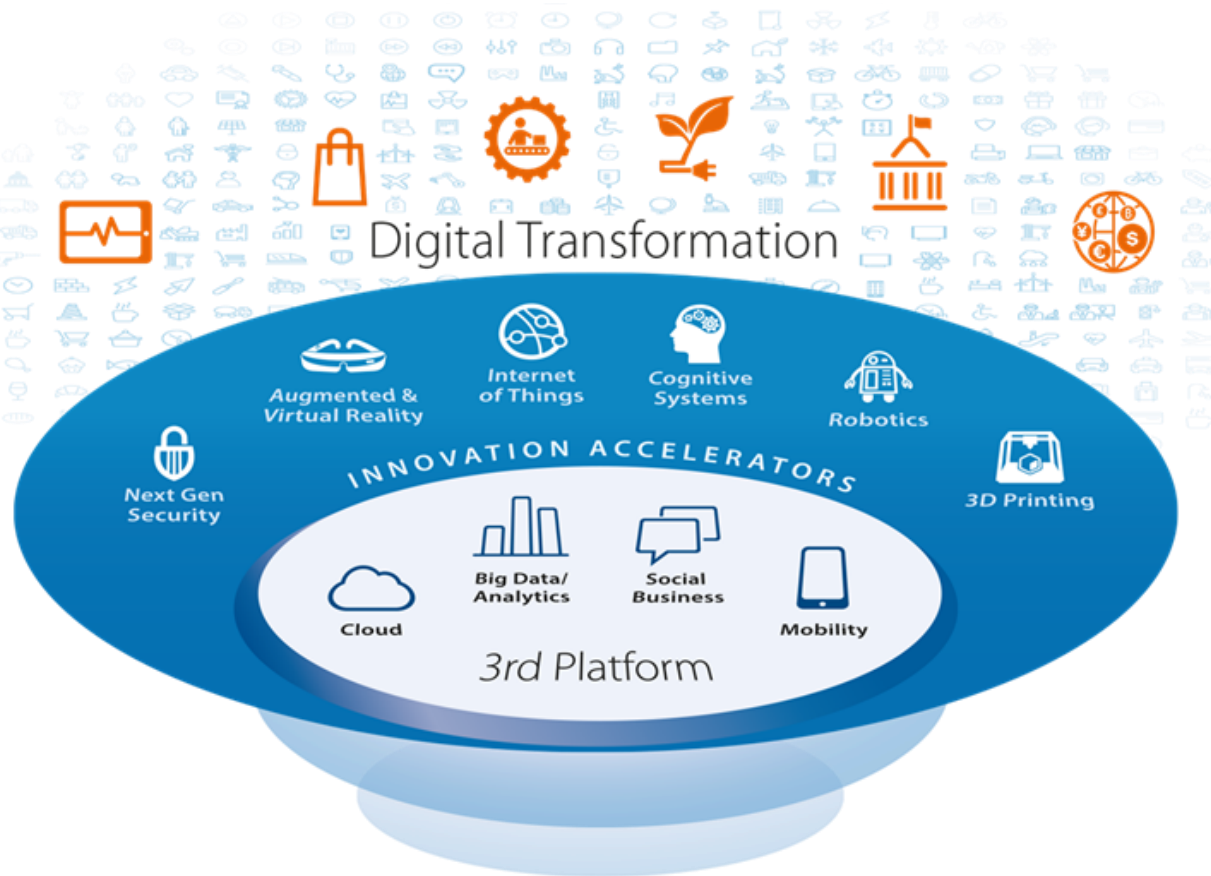 Digital Transformation
Augmented &
Virtual Reality
Internet
of Things
Cognitive
Systems
Robotics
Next Gen
Security
3D Printing
INNOVATION ACCELERATORS
Cloud
Big Data/
Analytics
Social
Business
Mobility
3rd Platform